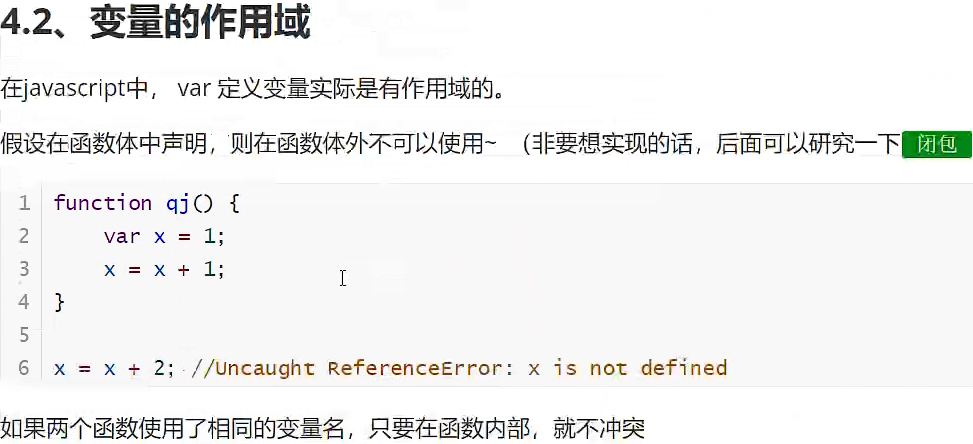 4.2、变量的作用域
在javascript中， var 定义变量实际是有作用域的。
假设在函数体中声明，则在函数体外不可以使用~ （非要想实现的话，后面可以研究一下 闭包
1 function qj() {
2     var x = 1;
3     x = x + 1;
4 }
5
6 x = x + 2; //Uncaught ReferenceError: x is not defined
如果两个函数使用了相同的变量名，只要在函数内部，就不冲突